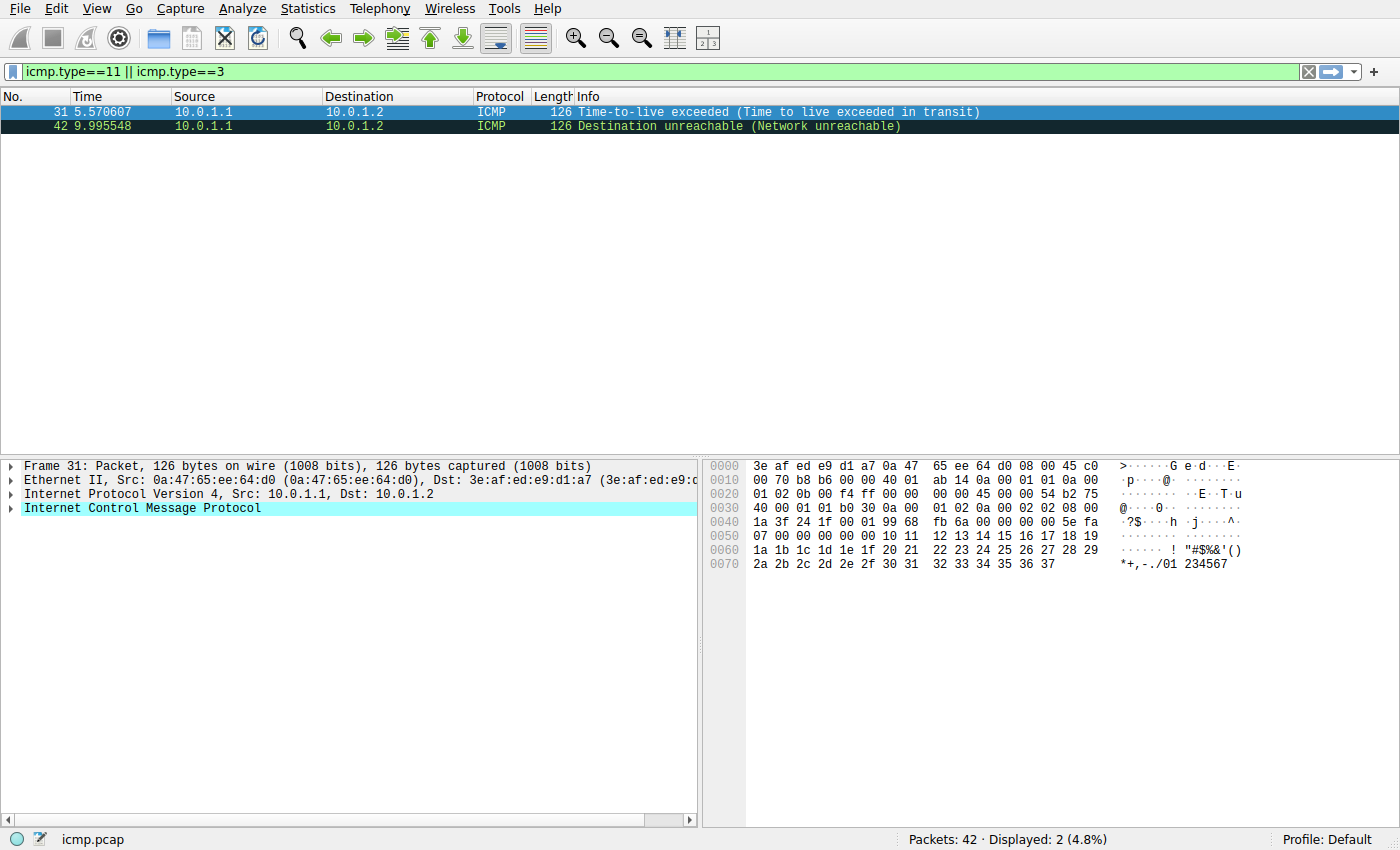 File Edit View Go Capture Analyze Statistics Telephony Wireless Tools Help
icmp.type==11 || icmp.type==3
No. Time Source Destination Protocol Length Info
31 5.570607 10.0.1.1 10.0.1.2 ICMP 126 Time-to-live exceeded (Time to live exceeded in transit)
42 9.995548 10.0.1.1 10.0.1.2 ICMP 126 Destination unreachable (Network unreachable)
Frame 31: Packet, 126 bytes on wire (1008 bits), 126 bytes captured (1008 bits)
Ethernet II, Src: 0a:47:65:ee:64:d0 (0a:47:65:ee:64:d0), Dst: 3e:af:ed:e9:d1:a7 (3e:af:ed:e9:d
Internet Protocol Version 4, Src: 10.0.1.1, Dst: 10.0.1.2
Internet Control Message Protocol
0000 3e af ed e9 d1 a7 0a 47 65 ee 64 d0 08 00 45 c0 >······G e·d···E·
0010 00 70 b8 b6 00 00 40 01 ab 14 0a 00 01 01 0a 00 ·p····@· ········
0020 01 02 0b 00 f4 ff 00 00 00 00 45 00 00 54 b2 75 ········ ··E··T·u
0030 40 00 01 01 b0 30 0a 00 01 02 0a 00 02 02 08 00 @····0·· ········
0040 1a 3f 24 1f 00 01 99 68 fb 6a 00 00 00 00 5e fa ·?$····h ·j····^·
0050 07 00 00 00 00 00 10 11 12 13 14 15 16 17 18 19 ········ ········
0060 1a 1b 1c 1d 1e 1f 20 21 22 23 24 25 26 27 28 29 ······ ! "#$%&'()
0070 2a 2b 2c 2d 2e 2f 30 31 32 33 34 35 36 37 *+,-./01 234567
icmp.pcap Packets: 42 · Displayed: 2 (4.8%) Profile: Default